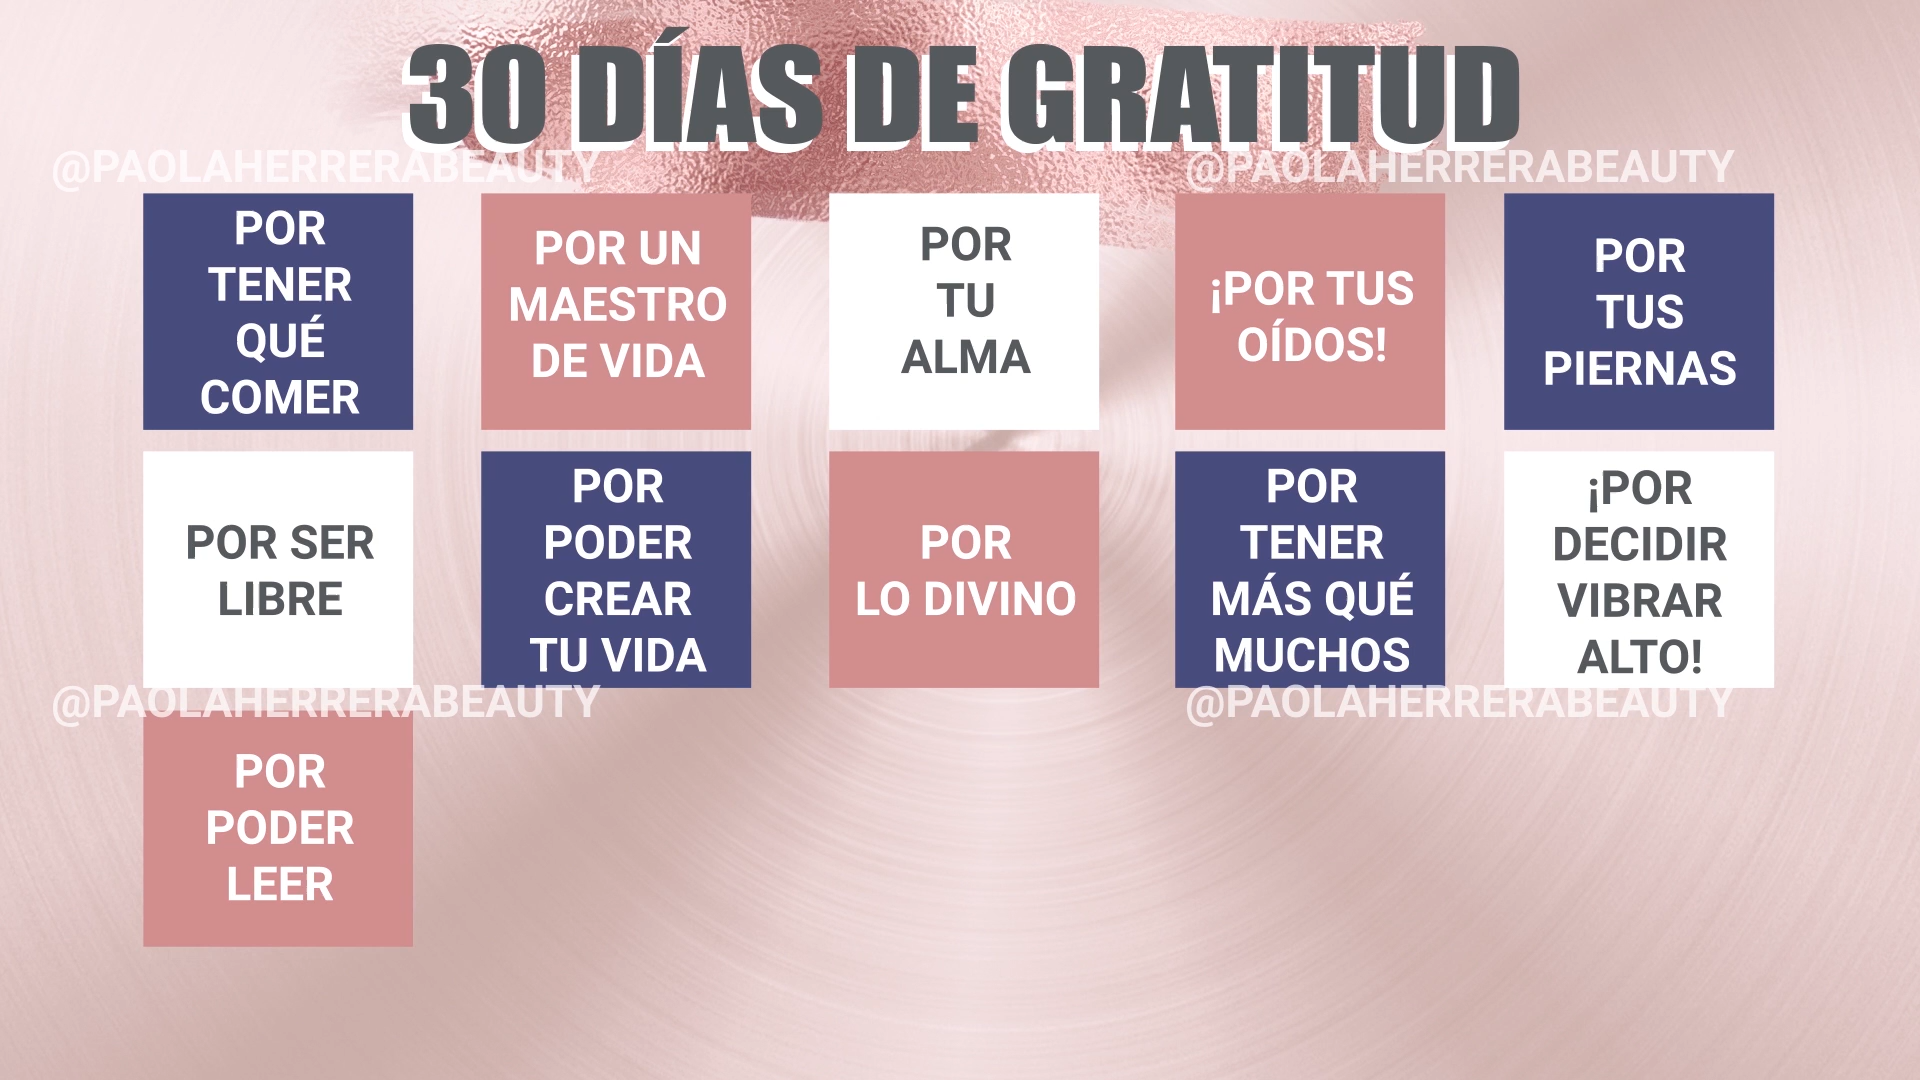 30 DÍAS DE GRATITUD
@PAOLAHERRERABEAUTY
@PAOLAHERRERABEAUTY
POR
TENER
QUÉ
COMER
POR UN
MAESTRO
DE VIDA
POR
TU
ALMA
¡POR TUS
OÍDOS!
POR
TUS
PIERNAS
POR SER
LIBRE
POR
PODER
CREAR
TU VIDA
POR
LO DIVINO
POR
TENER
MÁS QUÉ
MUCHOS
¡POR
DECIDIR
VIBRAR
ALTO!
@PAOLAHERRERABEAUTY
@PAOLAHERRERABEAUTY
POR
PODER
LEER